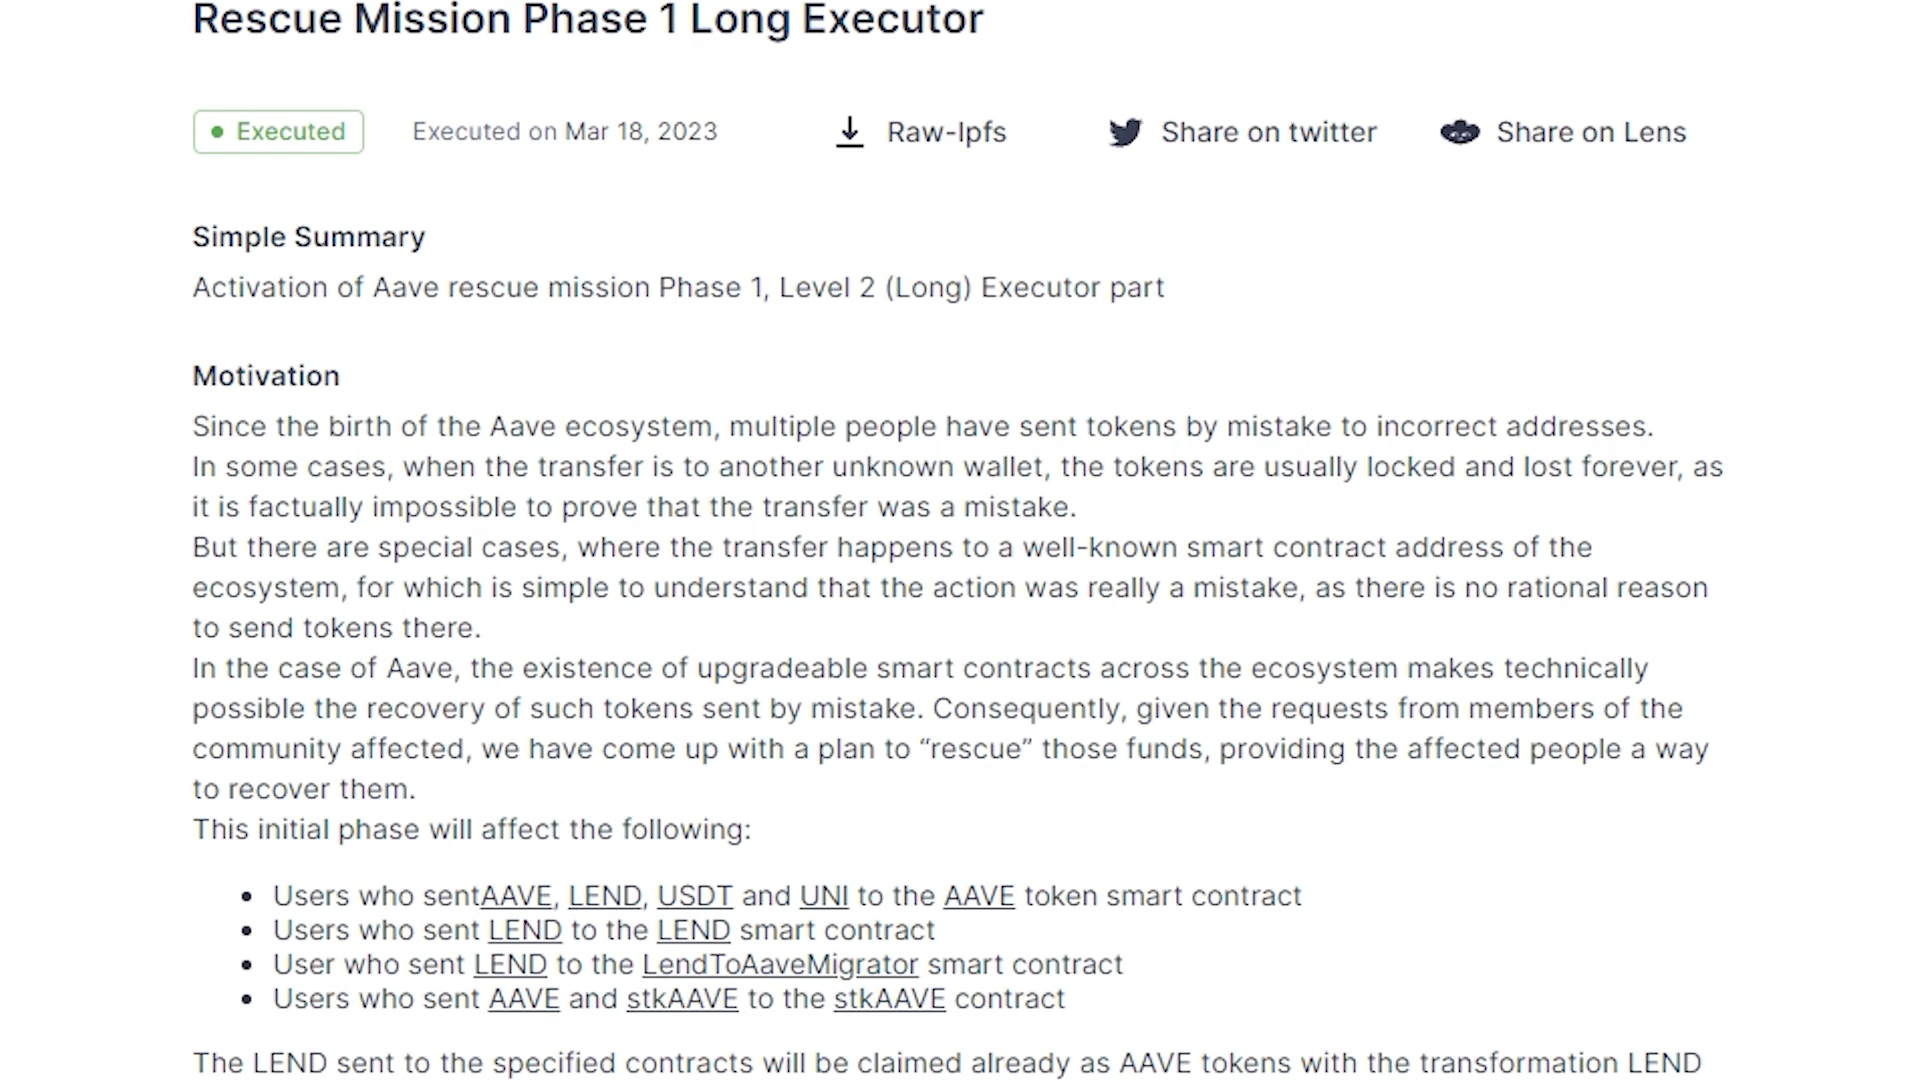 Rescue Mission Phase 1 Long Executor
Executed
Executed on Mar 18, 2023
Raw-Ipfs
Share on twitter
Share on Lens
Simple Summary
Activation of Aave rescue mission Phase 1, Level 2 (Long) Executor part
Motivation
Since the birth of the Aave ecosystem, multiple people have sent tokens by mistake to incorrect addresses.
In some cases, when the transfer is to another unknown wallet, the tokens are usually locked and lost forever, as
it is factually impossible to prove that the transfer was a mistake.
But there are special cases, where the transfer happens to a well-known smart contract address of the
ecosystem, for which is simple to understand that the action was really a mistake, as there is no rational reason
to send tokens there.
In the case of Aave, the existence of upgradeable smart contracts across the ecosystem makes technically
possible the recovery of such tokens sent by mistake. Consequently, given the requests from members of the
community affected, we have come up with a plan to “rescue” those funds, providing the affected people a way
to recover them.
This initial phase will affect the following:
• Users who sentAAVE, LEND, USDT and UNI to the AAVE token smart contract
• Users who sent LEND to the LEND smart contract
• User who sent LEND to the LendToAaveMigrator smart contract
• Users who sent AAVE and stkAAVE to the stkAAVE contract
The LEND sent to the specified contracts will be claimed already as AAVE tokens with the transformation LEND